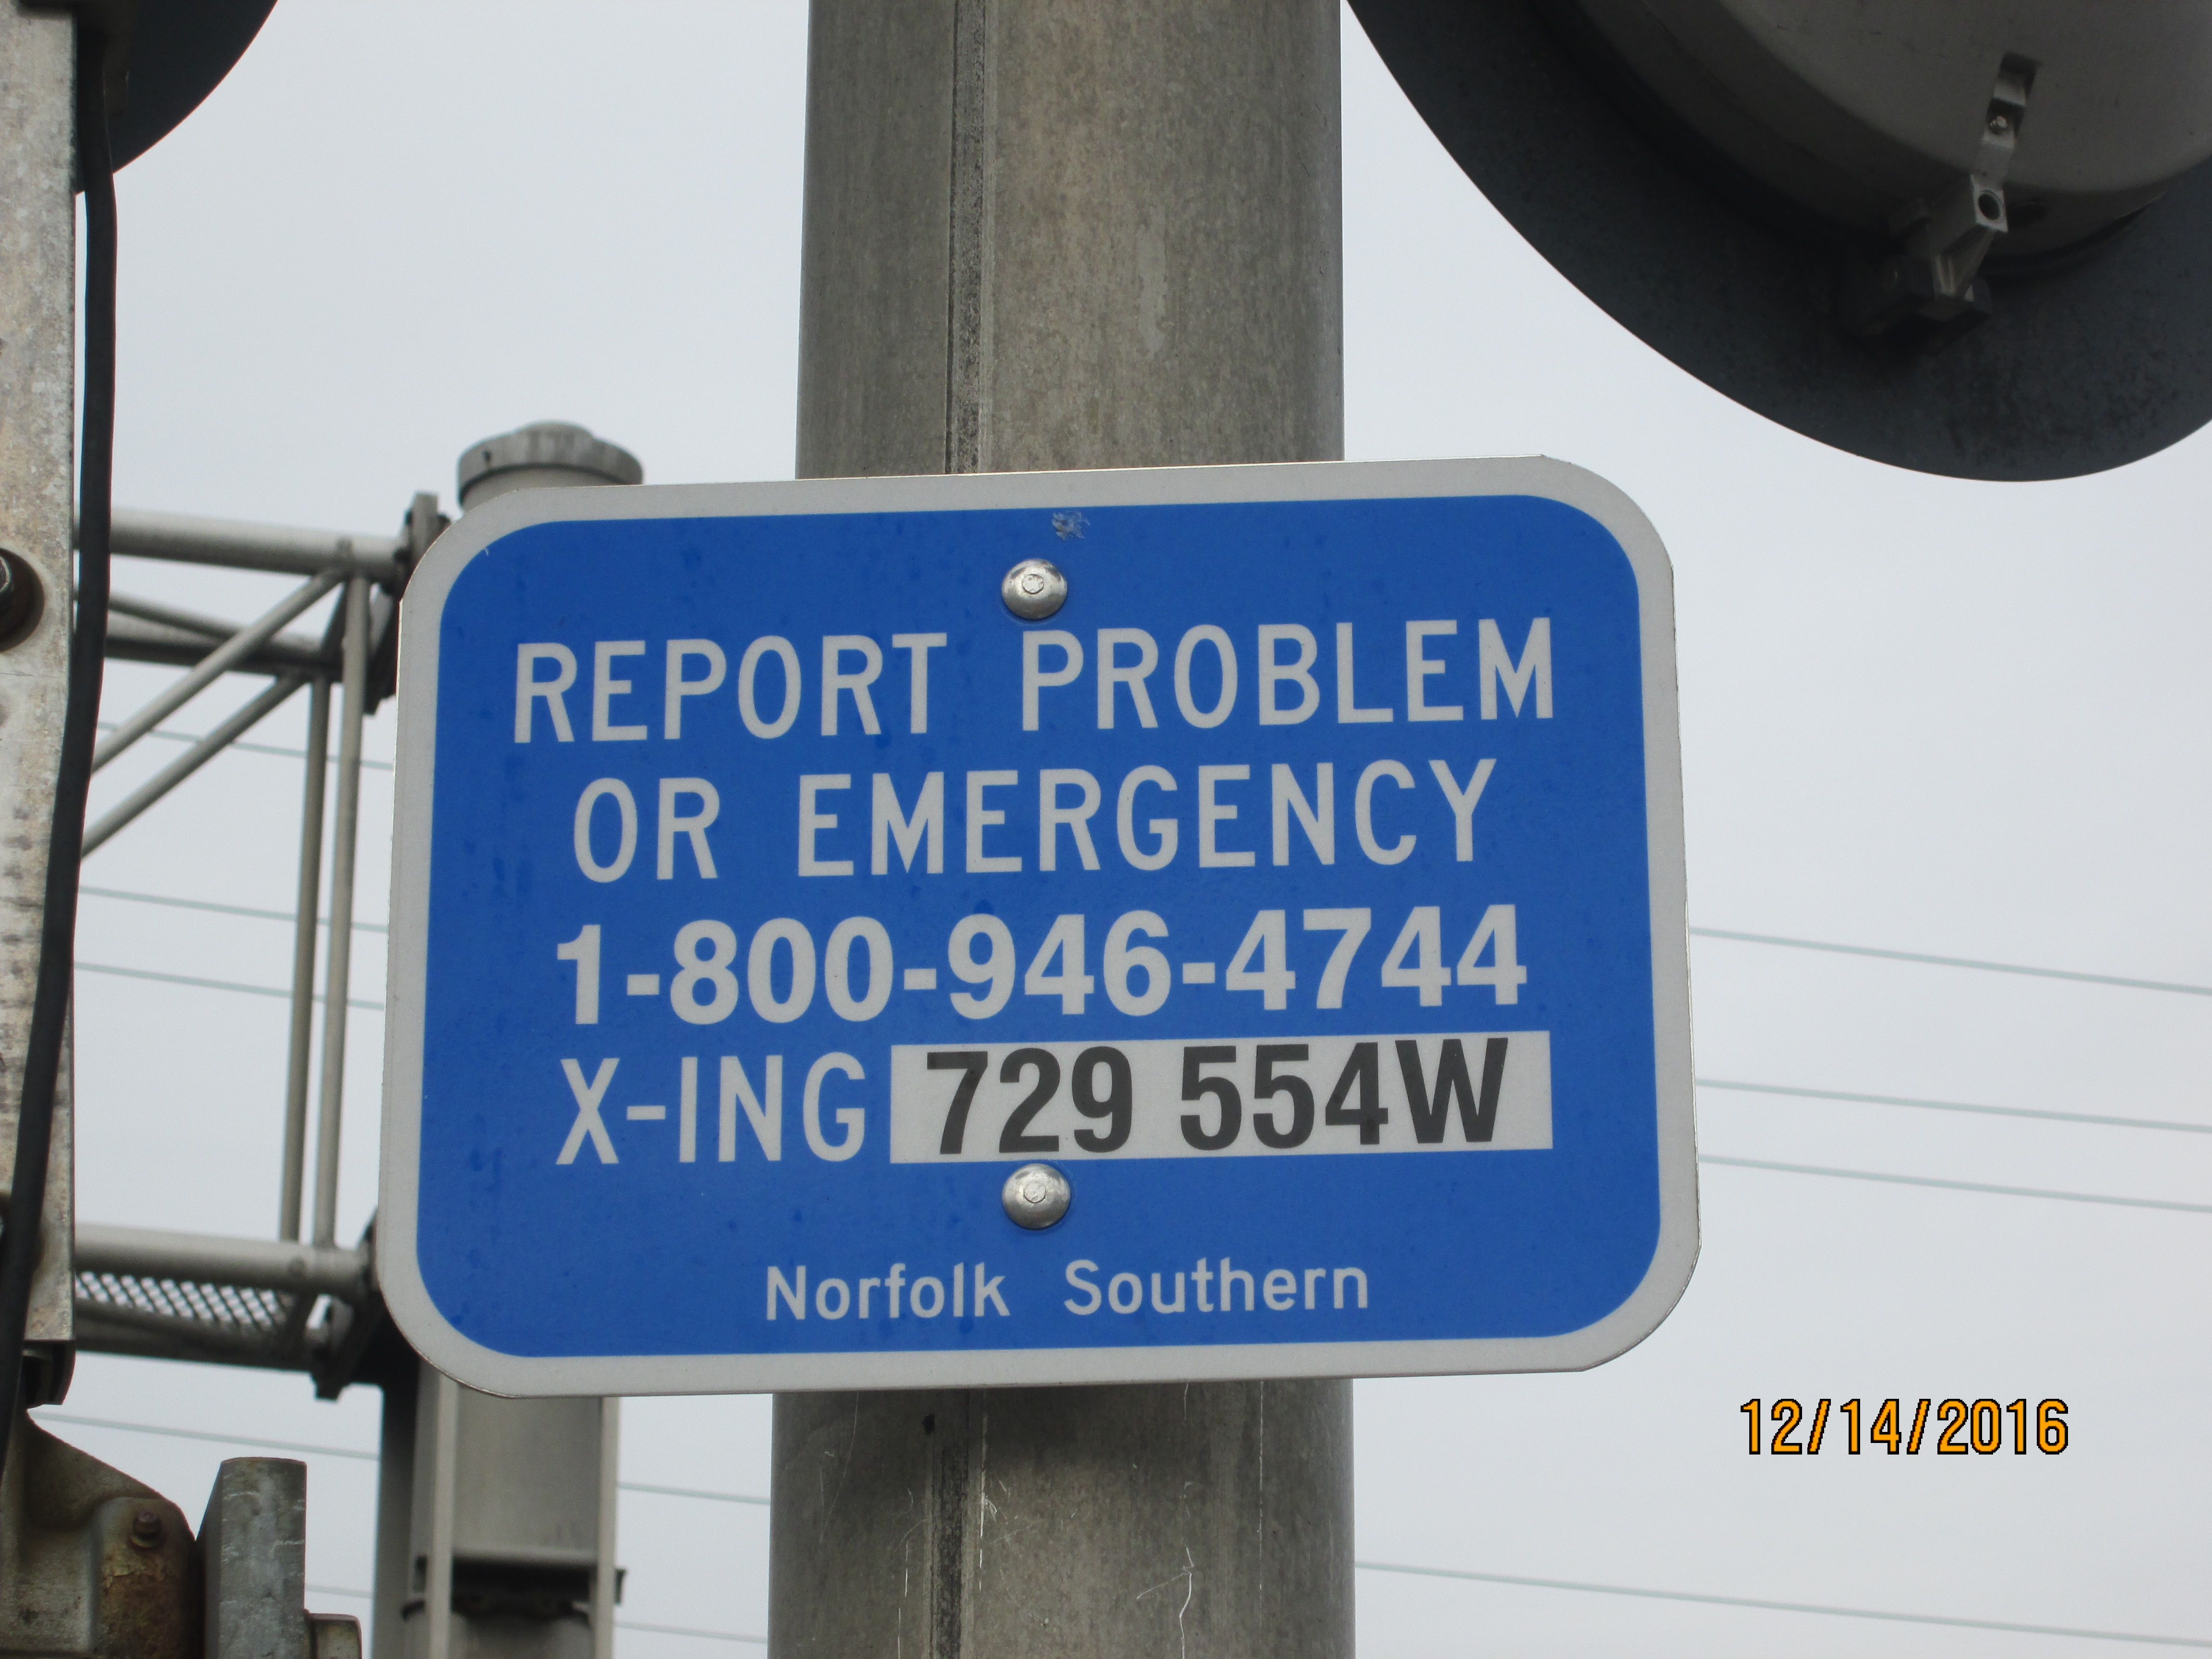 REPORT PROBLEM
OR EMERGENCY
1-800-946-4744
X-ING 729 554W
Norfolk Southern
12/14/2016